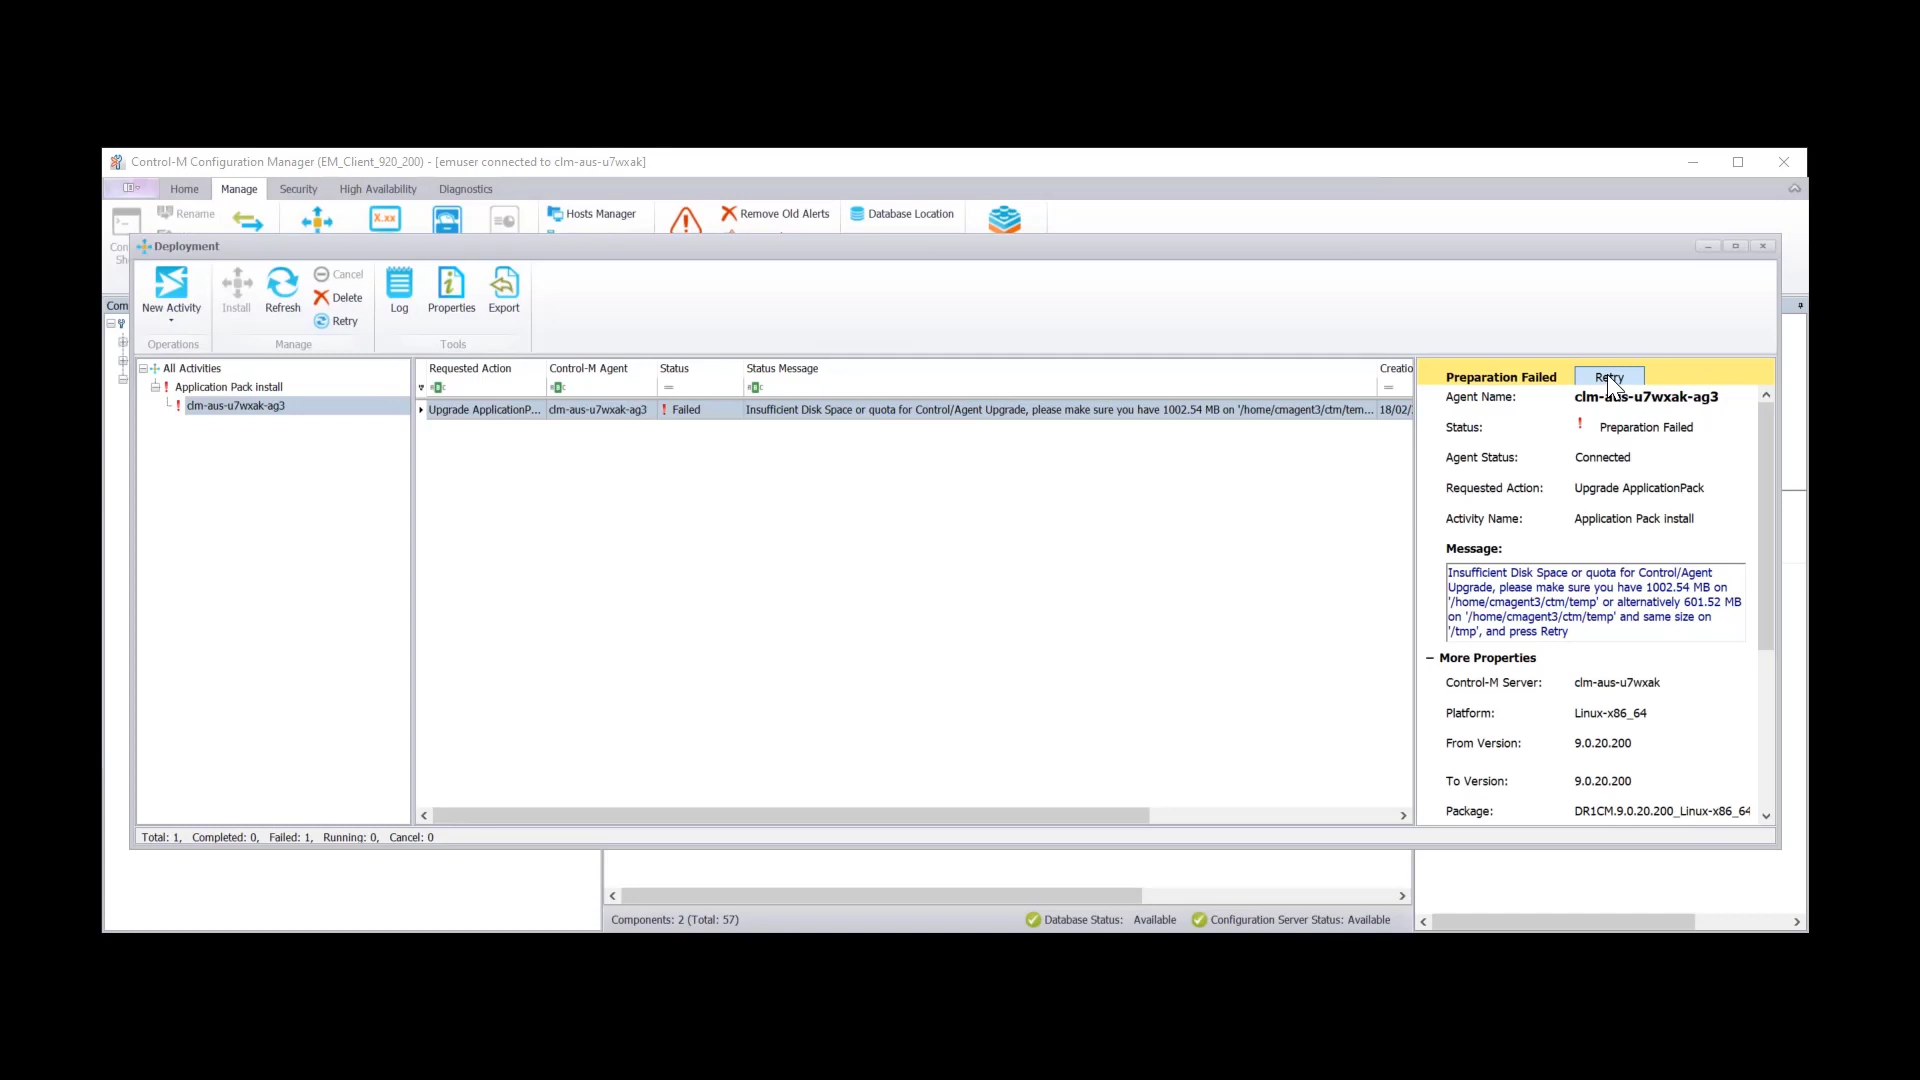 Control-M Configuration Manager (EM_Client_920_200) - [emuser connected to clm-aus-u7wxak]
Home Manage Security High Availability Diagnostics
Rename X.xx Hosts Manager Remove Old Alerts Database Location
Con
Sh
Deployment
New Activity Install Refresh Cancel Delete Retry Log Properties Export
Operations Manage Tools
Com
All Activities
Application Pack install
clm-aus-u7wxak-ag3
Requested Action Control-M Agent Status Status Message Creatio
Upgrade ApplicationP... clm-aus-u7wxak-ag3 ! Failed Insufficient Disk Space or quota for Control/Agent Upgrade, please make sure you have 1002.54 MB on '/home/cmagent3/ctm/tem... 18/02/
Preparation Failed Retry
Agent Name: clm-aus-u7wxak-ag3
Status: ! Preparation Failed
Agent Status: Connected
Requested Action: Upgrade ApplicationPack
Activity Name: Application Pack install
Message:
Insufficient Disk Space or quota for Control/Agent
Upgrade, please make sure you have 1002.54 MB on
'/home/cmagent3/ctm/temp' or alternatively 601.52 MB
on '/home/cmagent3/ctm/temp' and same size on
'/tmp', and press Retry
More Properties
Control-M Server: clm-aus-u7wxak
Platform: Linux-x86_64
From Version: 9.0.20.200
To Version: 9.0.20.200
Package: DR1CM.9.0.20.200_Linux-x86_64
Total: 1, Completed: 0, Failed: 1, Running: 0, Cancel: 0
Components: 2 (Total: 57) Database Status: Available Configuration Server Status: Available